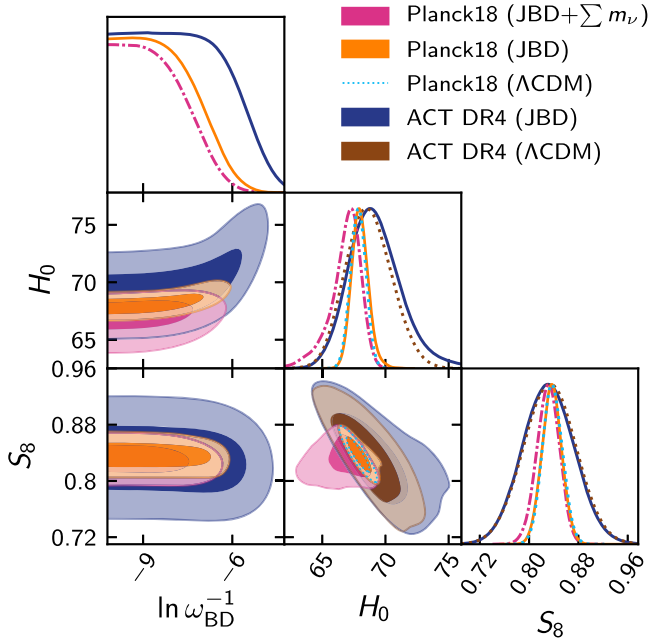 Planck18 (JBD+∑ mν)
Planck18 (JBD)
Planck18 (ΛCDM)
ACT DR4 (JBD)
ACT DR4 (ΛCDM)
75
70
65
H₀
0.96
0.88
0.8
0.72
S₈
−9
−6
ln ω_BD^−1
65
70
H₀
0.72
0.80
0.88
0.96
S₈